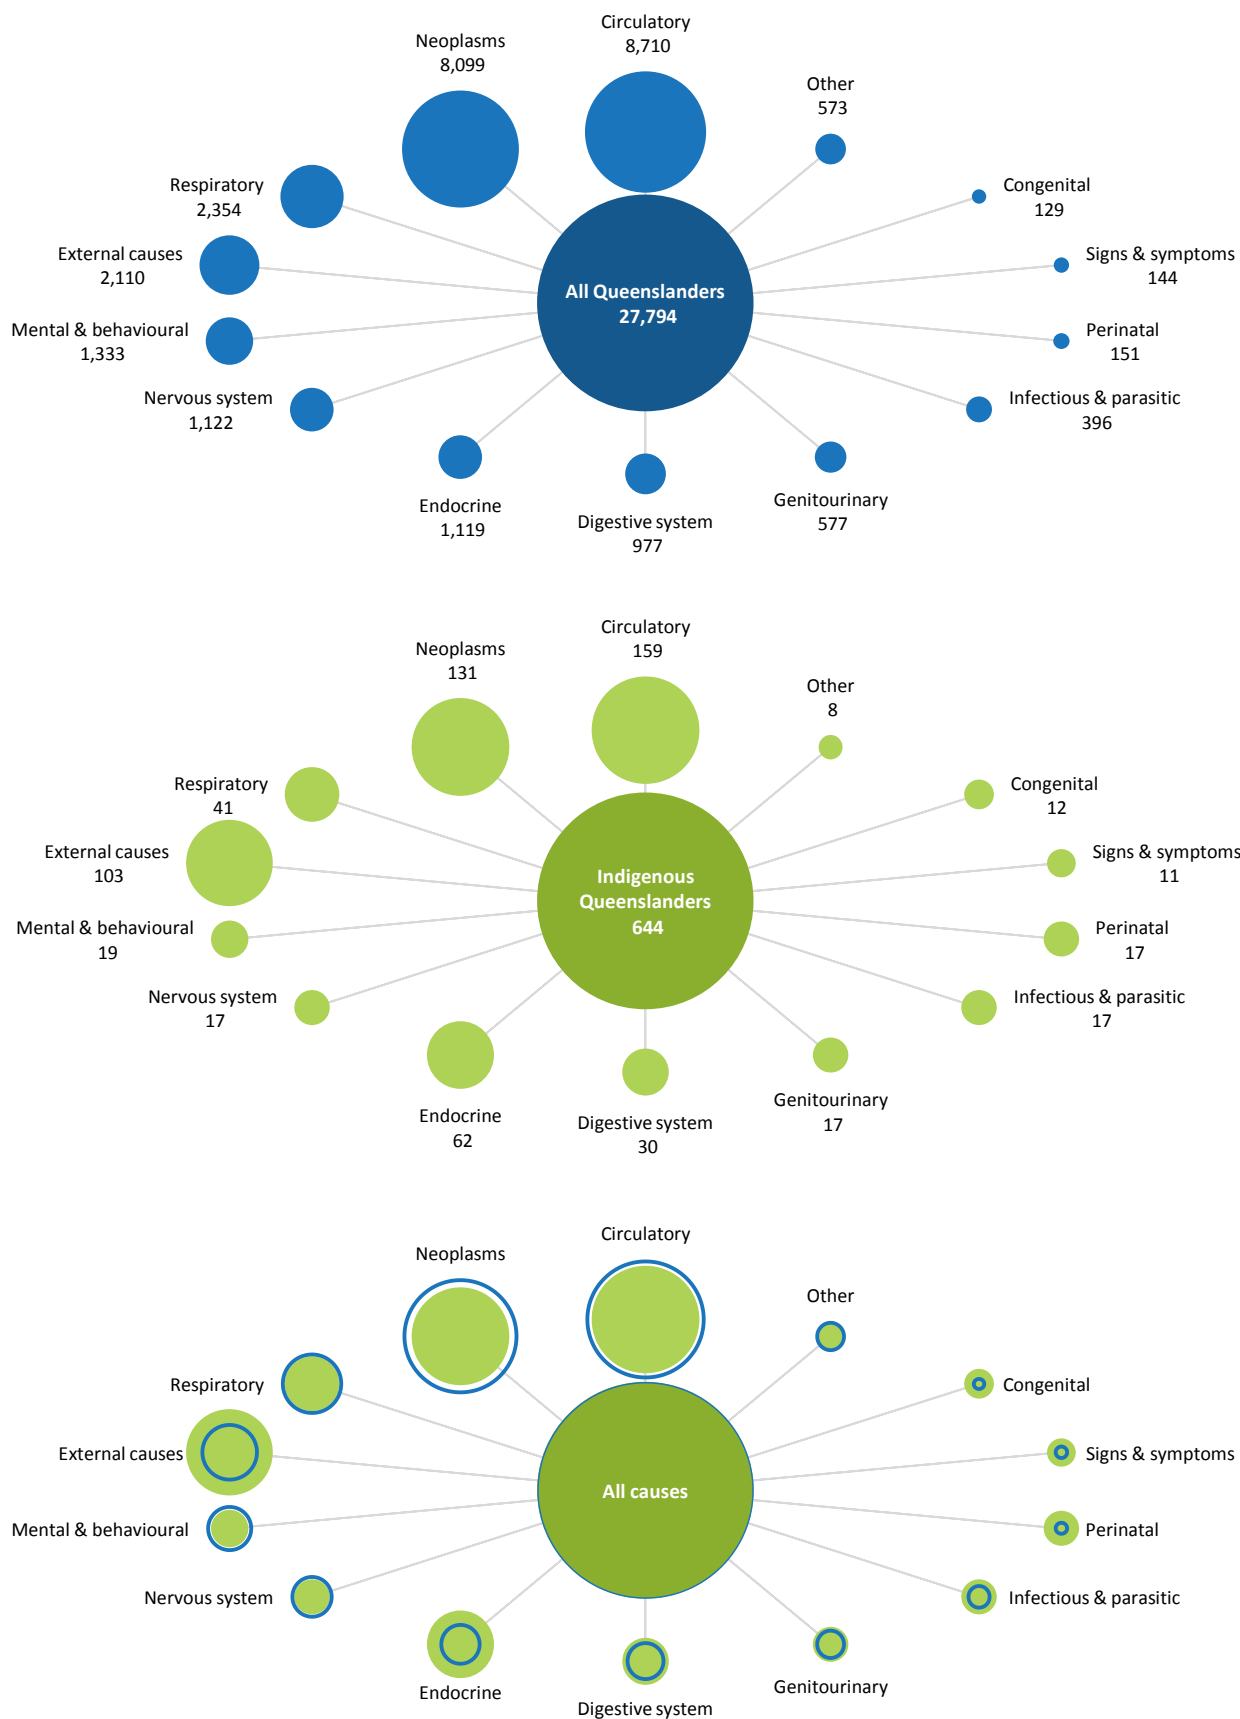 Circulatory
8,710
Neoplasms
8,099
Other
573
Respiratory
2,354
Congenital
129
External causes
2,110
Signs & symptoms
144
All Queenslanders
27,794
Mental & behavioural
1,333
Perinatal
151
Nervous system
1,122
Infectious & parasitic
396
Endocrine
1,119
Digestive system
977
Genitourinary
577
Circulatory
159
Neoplasms
131
Other
8
Respiratory
41
Congenital
12
External causes
103
Signs & symptoms
11
Indigenous
Queenslanders
644
Mental & behavioural
19
Perinatal
17
Nervous system
17
Infectious & parasitic
17
Endocrine
62
Digestive system
30
Genitourinary
17
Circulatory
Neoplasms
Other
Respiratory
Congenital
External causes
Signs & symptoms
All causes
Mental & behavioural
Perinatal
Nervous system
Infectious & parasitic
Endocrine
Digestive system
Genitourinary